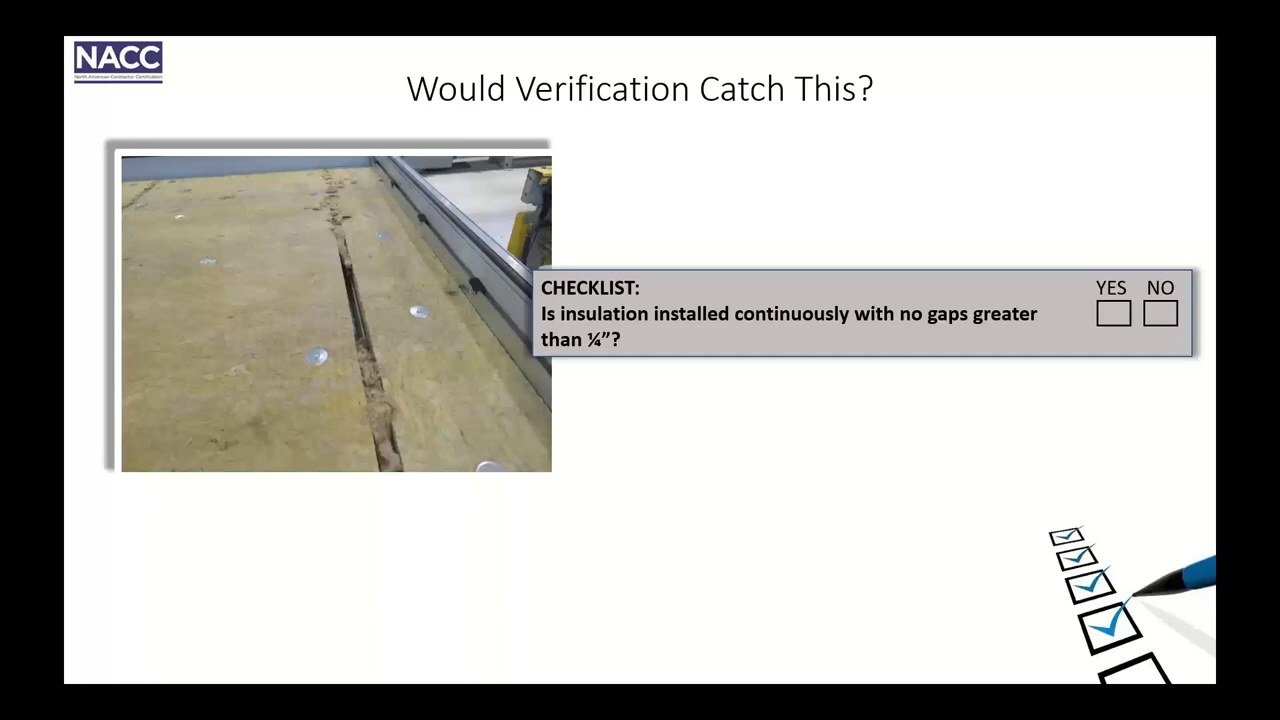 NACC
North American Contractor Certification
Would Verification Catch This?
CHECKLIST:
YES NO
Is insulation installed continuously with no gaps greater
than ¼”?